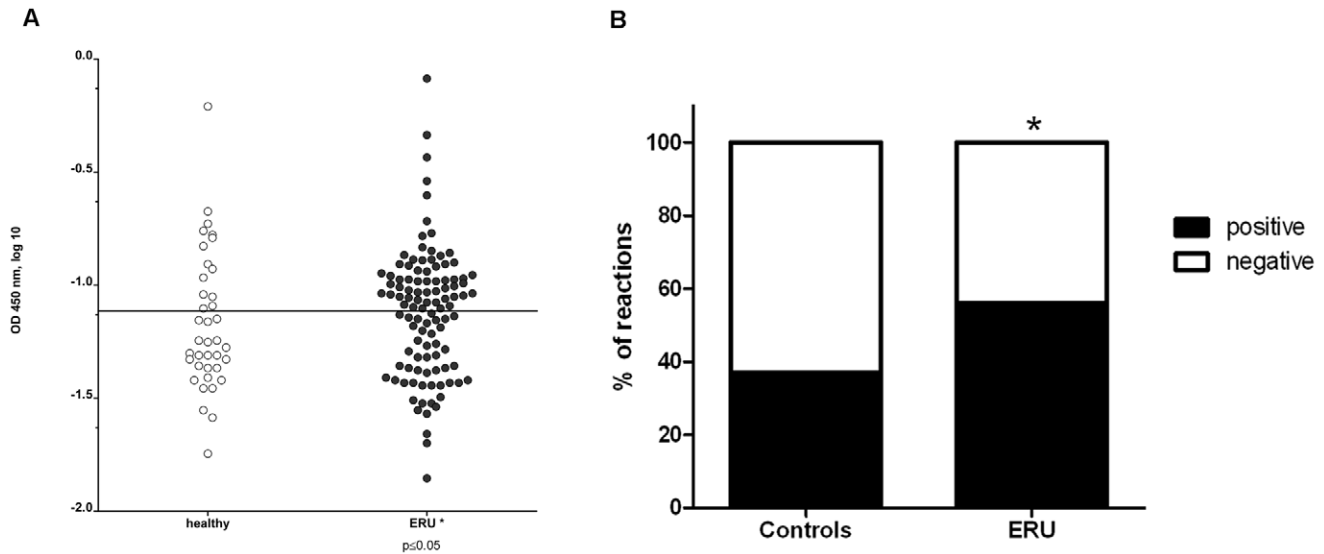 A
0.0
-0.5
-1.0
-1.5
-2.0
OD 450 nm, log 10
healthy
ERU *
p≤0.05
B
*
100
80
60
40
20
0
% of reactions
Controls
ERU
positive
negative